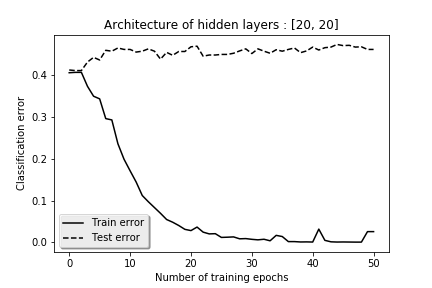 Architecture of hidden layers : [20, 20]
Classification error
0.4
0.3
0.2
0.1
0.0
Train error
Test error
0
10
20
30
40
50
Number of training epochs